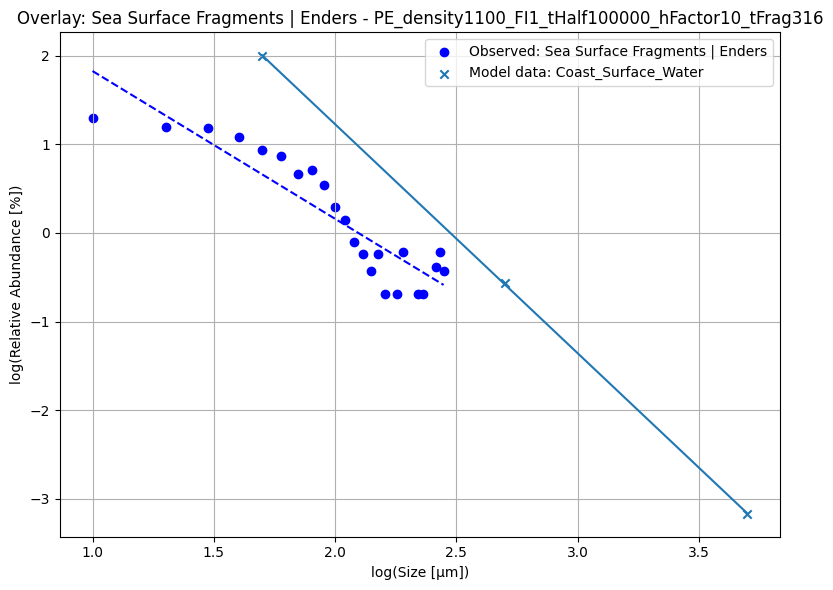 Overlay: Sea Surface Fragments | Enders - PE_density1100_FI1_tHalf100000_hFactor10_tFrag316
Observed: Sea Surface Fragments | Enders
Model data: Coast_Surface_Water
log(Relative Abundance [%])
2
1
0
−1
−2
−3
1.0 1.5 2.0 2.5 3.0 3.5
log(Size [μm])